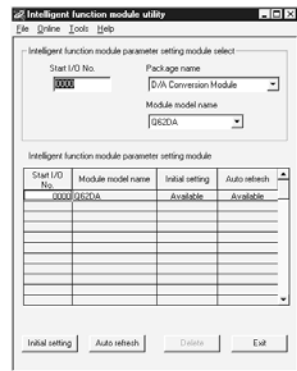 Intelligent function module utility
File Online Tools Help
Intelligent function module parameter setting module select
Start I/O No. Package name
0000 D/A Conversion Module
Module model name
Q62DA
Intelligent function module parameter setting module
Start I/O No. Module model name Initial setting Auto refresh
0000 Q62DA Available Available
Initial setting Auto refresh Delete Exit